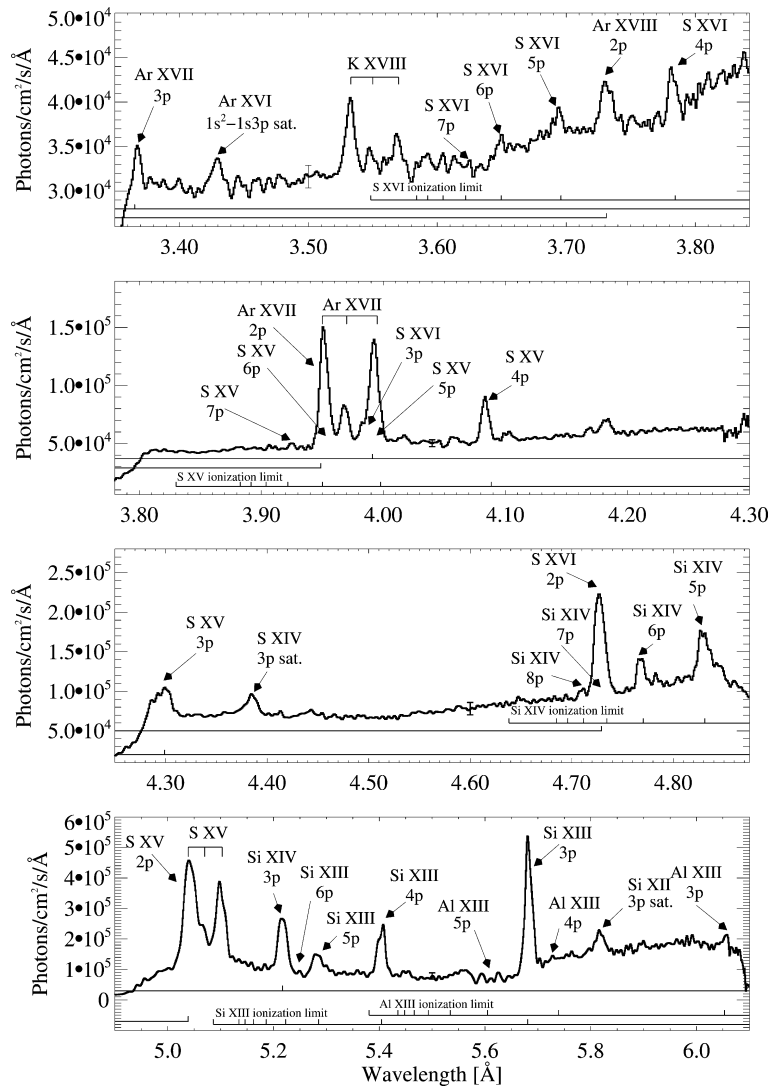 5.0•10⁴
4.5•10⁴
4.0•10⁴
3.5•10⁴
3.0•10⁴
Photons/cm²/s/Å
Ar XVII
3p
Ar XVI
1s²−1s3p sat.
K XVIII
S XVI
7p
S XVI
6p
S XVI
5p
Ar XVIII
2p
S XVI
4p
S XVI ionization limit
3.40 3.50 3.60 3.70 3.80
1.5•10⁵
1.0•10⁵
5.0•10⁴
Photons/cm²/s/Å
Ar XVII
2p
Ar XVII
S XV
6p
S XV
7p
S XVI
3p
S XV
5p
S XV
4p
S XV ionization limit
3.80 3.90 4.00 4.10 4.20 4.30
2.5•10⁵
2.0•10⁵
1.5•10⁵
1.0•10⁵
5.0•10⁴
Photons/cm²/s/Å
S XV
3p
S XIV
3p sat.
S XVI
2p
Si XIV
7p
Si XIV
8p
Si XIV
6p
Si XIV
5p
Si XIV ionization limit
4.30 4.40 4.50 4.60 4.70 4.80
6•10⁵
5•10⁵
4•10⁵
3•10⁵
2•10⁵
1•10⁵
0
Photons/cm²/s/Å
S XV
2p
S XV
Si XIV
3p
Si XIII
6p
Si XIII
5p
Si XIII
4p
Al XIII
5p
Si XIII
3p
Al XIII
4p
Si XII
3p sat.
Al XIII
3p
Si XIII ionization limit
Al XIII ionization limit
5.0 5.2 5.4 5.6 5.8 6.0
Wavelength [Å]